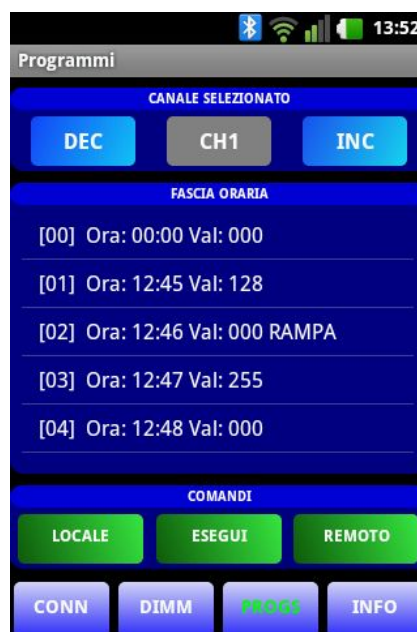 13:52
Programmi
CANALE SELEZIONATO
DEC CH1 INC
FASCIA ORARIA
[00] Ora: 00:00 Val: 000
[01] Ora: 12:45 Val: 128
[02] Ora: 12:46 Val: 000 RAMPA
[03] Ora: 12:47 Val: 255
[04] Ora: 12:48 Val: 000
COMANDI
LOCALE ESEGUI REMOTO
CONN DIMM PROGS INFO